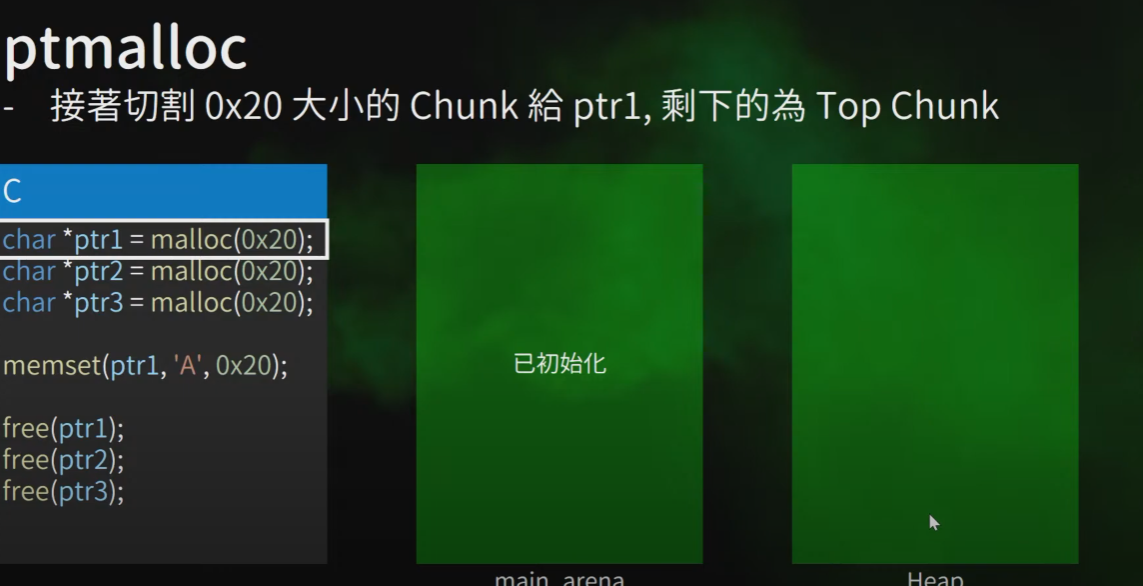 ptmalloc
- 接著切割 0x20 大小的 Chunk 給 ptr1, 剩下的為 Top Chunk
C
char *ptr1 = malloc(0x20);
char *ptr2 = malloc(0x20);
char *ptr3 = malloc(0x20);
memset(ptr1, 'A', 0x20);
free(ptr1);
free(ptr2);
free(ptr3);
已初始化
main_arena
Heap